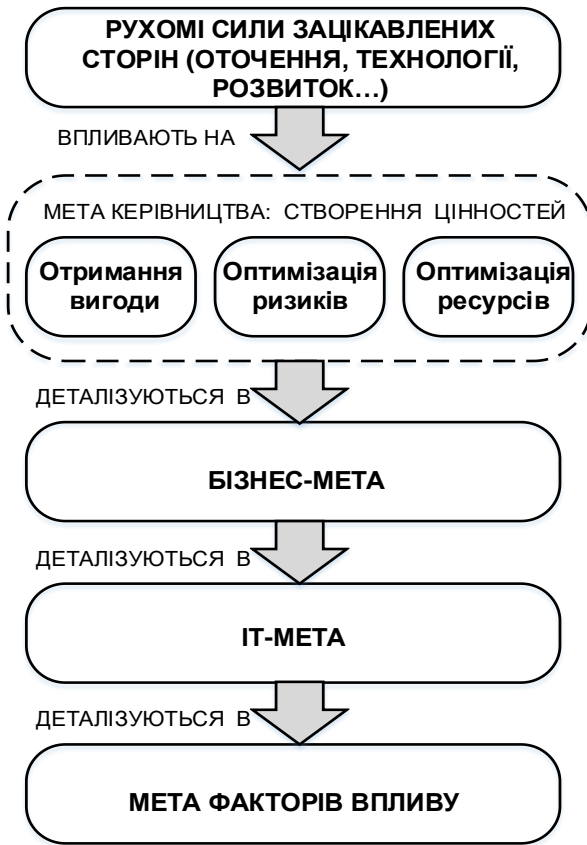 РУХОМІ СИЛИ ЗАЦІКАВЛЕНИХ
СТОРІН (ОТОЧЕННЯ, ТЕХНОЛОГІЇ,
РОЗВИТОК...)
ВПЛИВАЮТЬ НА
МЕТА КЕРІВНИЦТВА: СТВОРЕННЯ ЦІННОСТЕЙ
Отримання
вигоди
Оптимізація
ризиків
Оптимізація
ресурсів
ДЕТАЛІЗУЮТЬСЯ В
БІЗНЕС-МЕТА
ДЕТАЛІЗУЮТЬСЯ В
ІТ-МЕТА
ДЕТАЛІЗУЮТЬСЯ В
МЕТА ФАКТОРІВ ВПЛИВУ